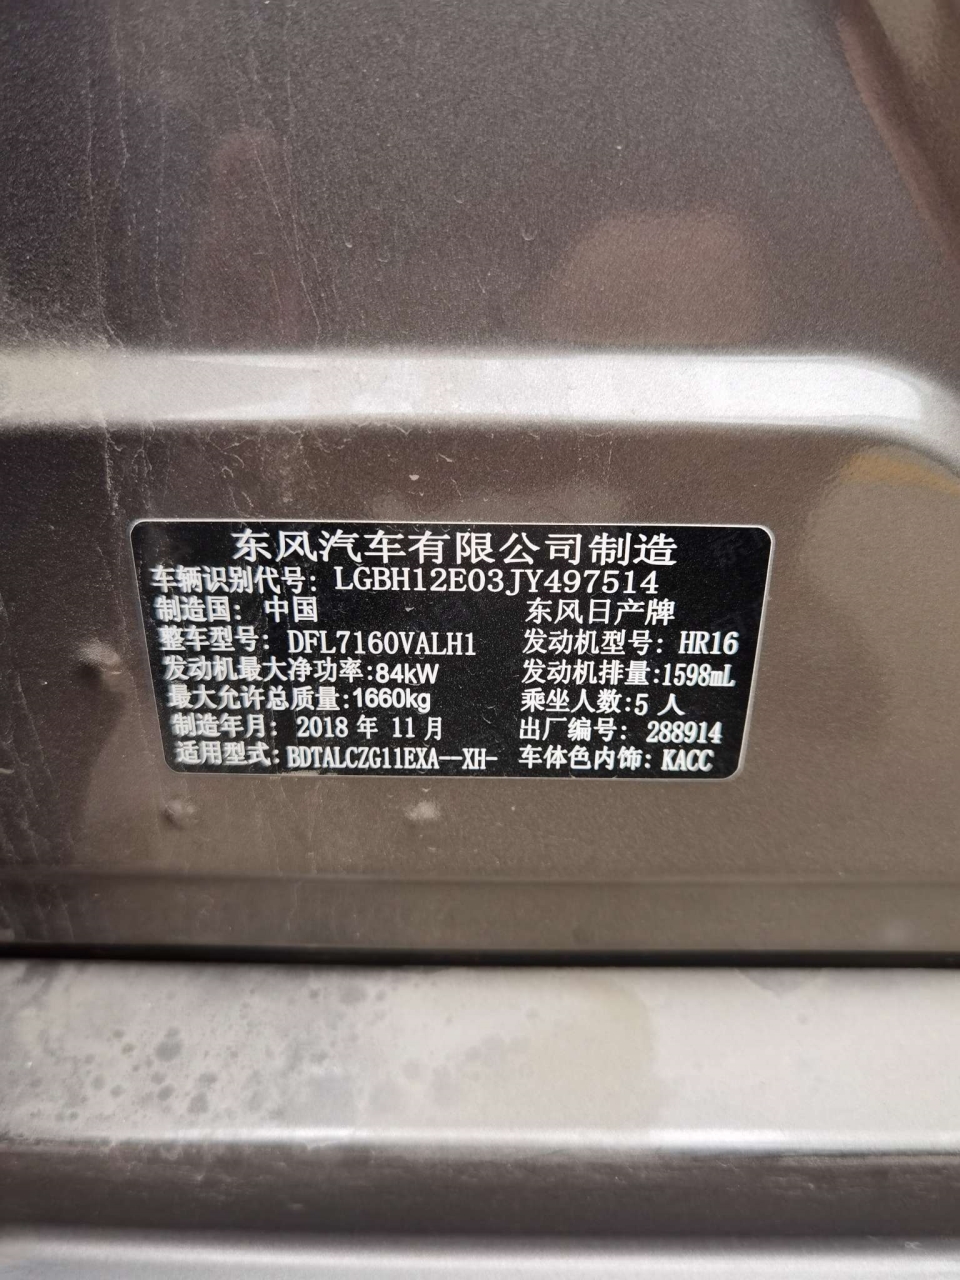 东风汽车有限公司制造
车辆识别代号: LGBH12E03JY497514
制造国: 中国 东风日产牌
整车型号: DFL7160VALH1 发动机型号: HR16
发动机最大净功率:84kW 发动机排量:1598mL
最大允许总质量:1660kg 乘坐人数:5 人
制造年月: 2018 年 11 月 出厂编号: 288914
适用型式:BDTALCZG11EXA--XH- 车体色内饰: KACC